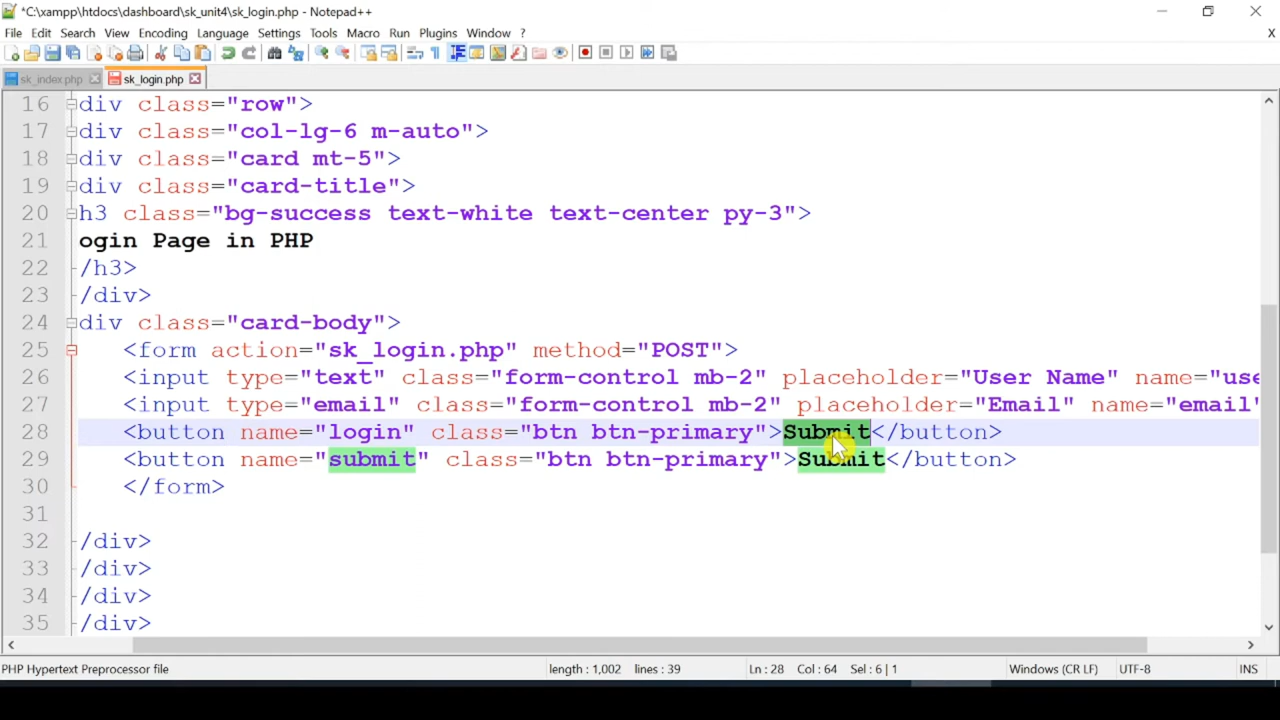 *C:\xampp\htdocs\dashboard\sk_unit4\sk_login.php - Notepad++
File Edit Search View Encoding Language Settings Tools Macro Run Plugins Window ? X
sk_index.php sk_login.php
16 div class="row">
17 div class="col-lg-6 m-auto">
18 div class="card mt-5">
19 div class="card-title">
20 h3 class="bg-success text-white text-center py-3">
21 ogin Page in PHP
22 /h3>
23 /div>
24 div class="card-body">
25 <form action="sk_login.php" method="POST">
26 <input type="text" class="form-control mb-2" placeholder="User Name" name="use
27 <input type="email" class="form-control mb-2" placeholder="Email" name="email"
28 <button name="login" class="btn btn-primary">Submit</button>
29 <button name="submit" class="btn btn-primary">Submit</button>
30 </form>
31
32 /div>
33 /div>
34 /div>
35 /div>
PHP Hypertext Preprocessor file length : 1,002 lines : 39 Ln : 28 Col : 64 Sel : 6 | 1 Windows (CR LF) UTF-8 INS